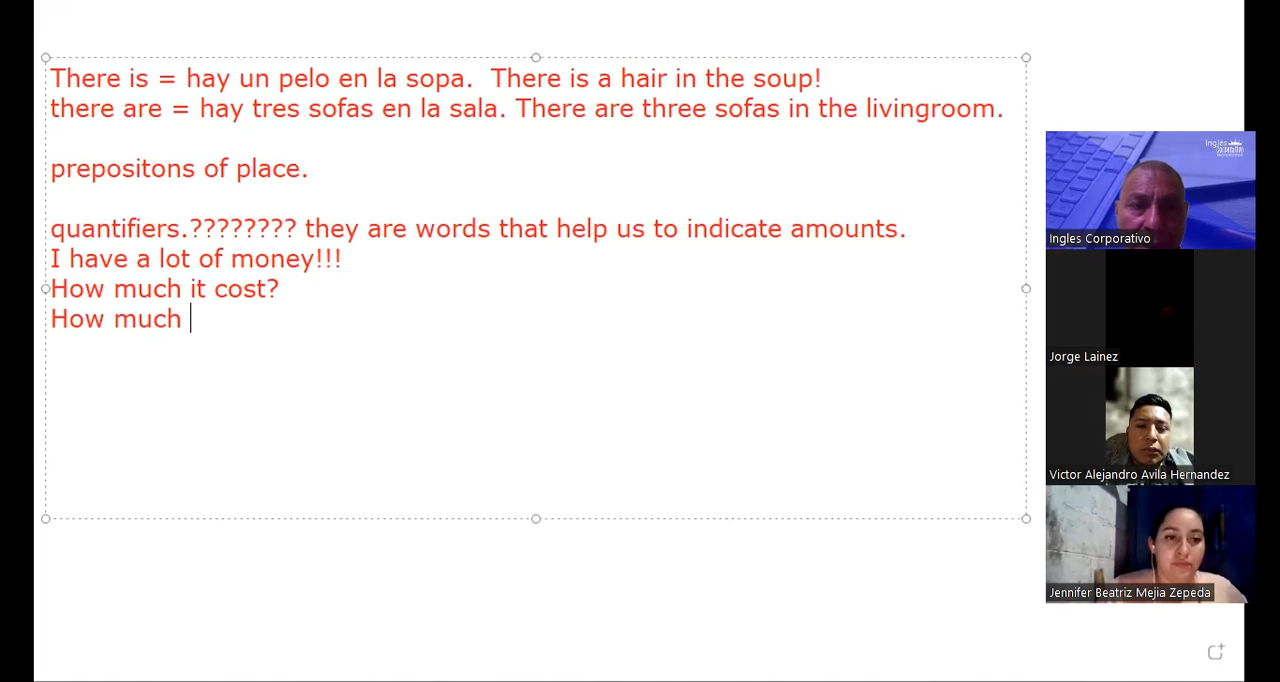 There is = hay un pelo en la sopa.  There is a hair in the soup!
there are = hay tres sofas en la sala. There are three sofas in the livingroom.
prepositons of place.
quantifiers.???????? they are words that help us to indicate amounts.
I have a lot of money!!!
How much it cost?
How much
Ingles
Corporativo
Ingles Corporativo
Jorge Lainez
Victor Alejandro Avila Hernandez
Jennifer Beatriz Mejia Zepeda